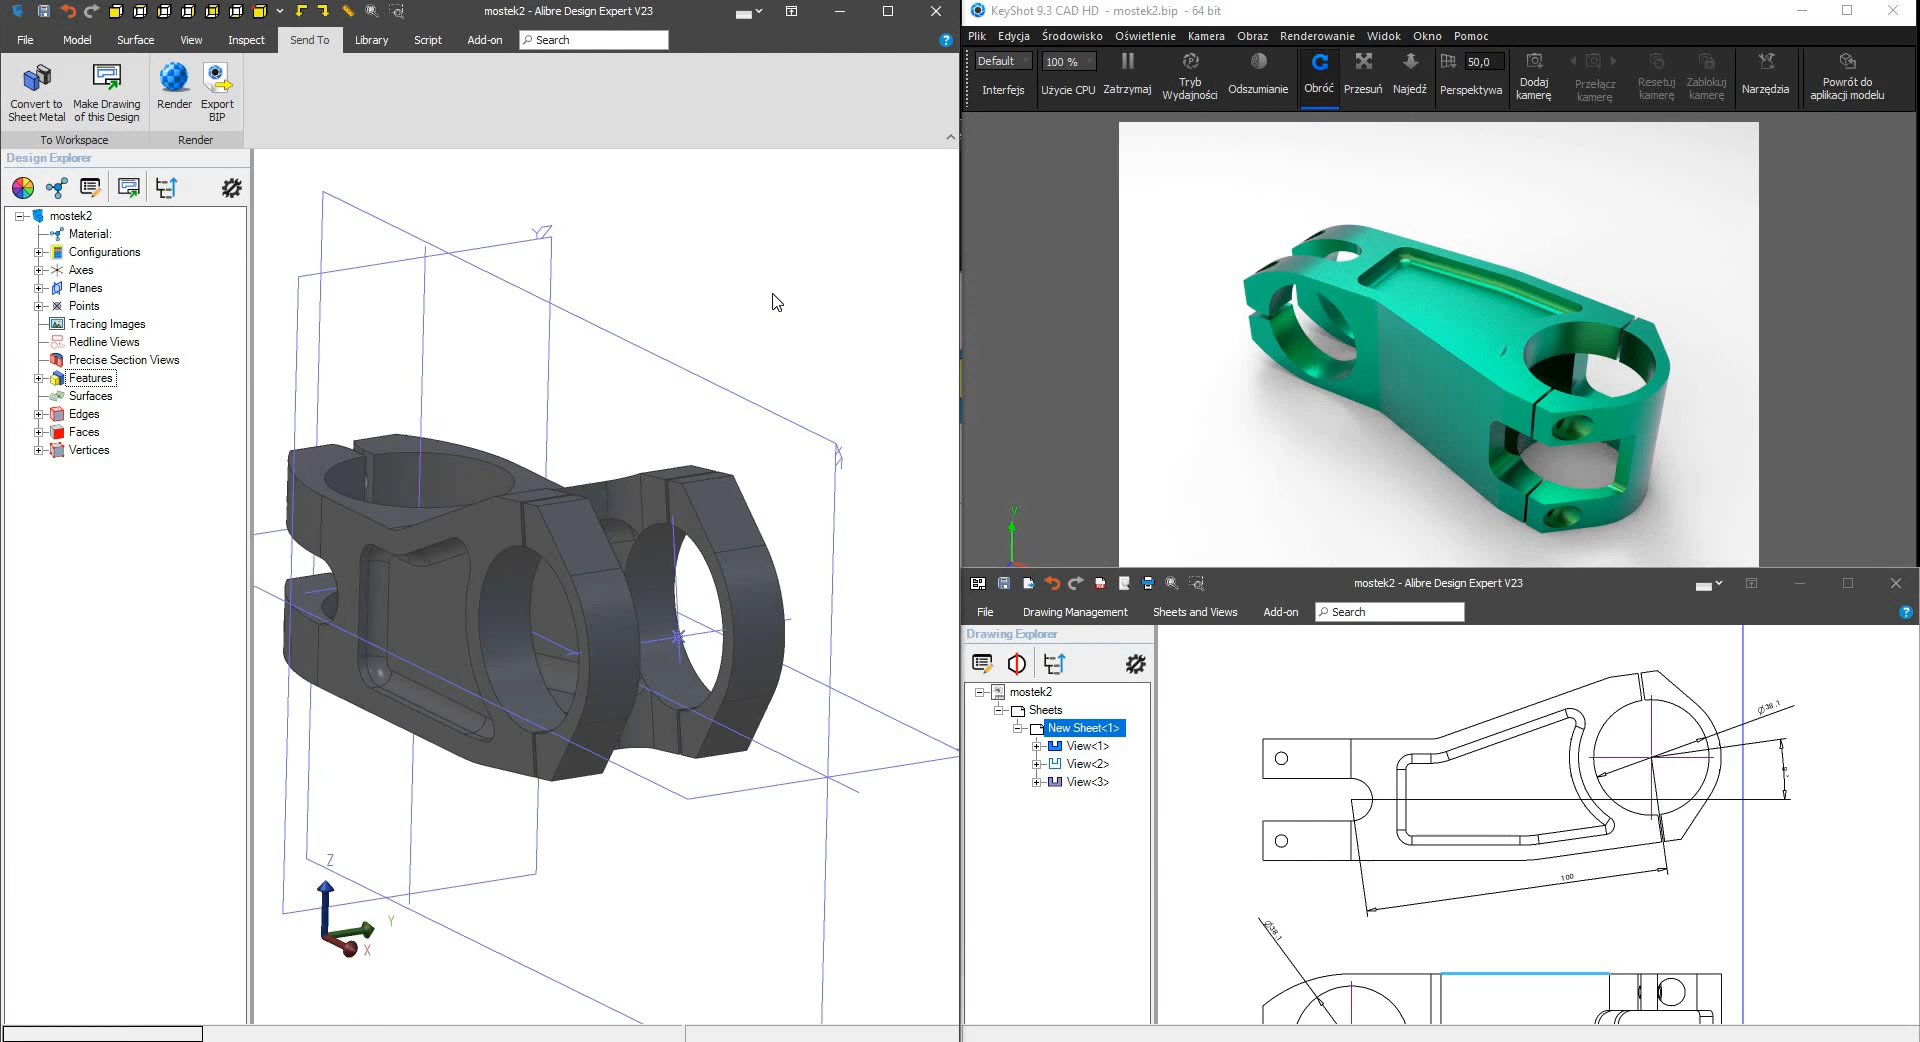 mostek2 - Alibre Design Expert V23
File Model Surface View Inspect Send To Library Script Add-on Search
Convert to Sheet Metal
Make Drawing of this Design
Render
Export BIP
To Workspace
Render
Design Explorer
mostek2
Material:
Configurations
Axes
Planes
Points
Tracing Images
Redline Views
Precise Section Views
Features
Surfaces
Edges
Faces
Vertices
Z
Y
X
KeyShot 9.3 CAD HD - mostek2.bip - 64 bit
Plik Edycja Środowisko Oświetlenie Kamera Obraz Renderowanie Widok Okno Pomoc
Default
100 %
50,0
Interfejs
Użycie CPU
Zatrzymaj
Tryb Wydajności
Odszumianie
Obróć
Przesuń
Najedź
Perspektywa
Dodaj kamerę
Przełącz kamerę
Resetuj kamerę
Zablokuj kamerę
Narzędzia
Powrót do aplikacji modelu
y
mostek2 - Alibre Design Expert V23
File Drawing Management Sheets and Views Add-on Search
Drawing Explorer
mostek2
Sheets
New Sheet<1>
View<1>
View<2>
View<3>
Ø38,1
100
Ø38,1